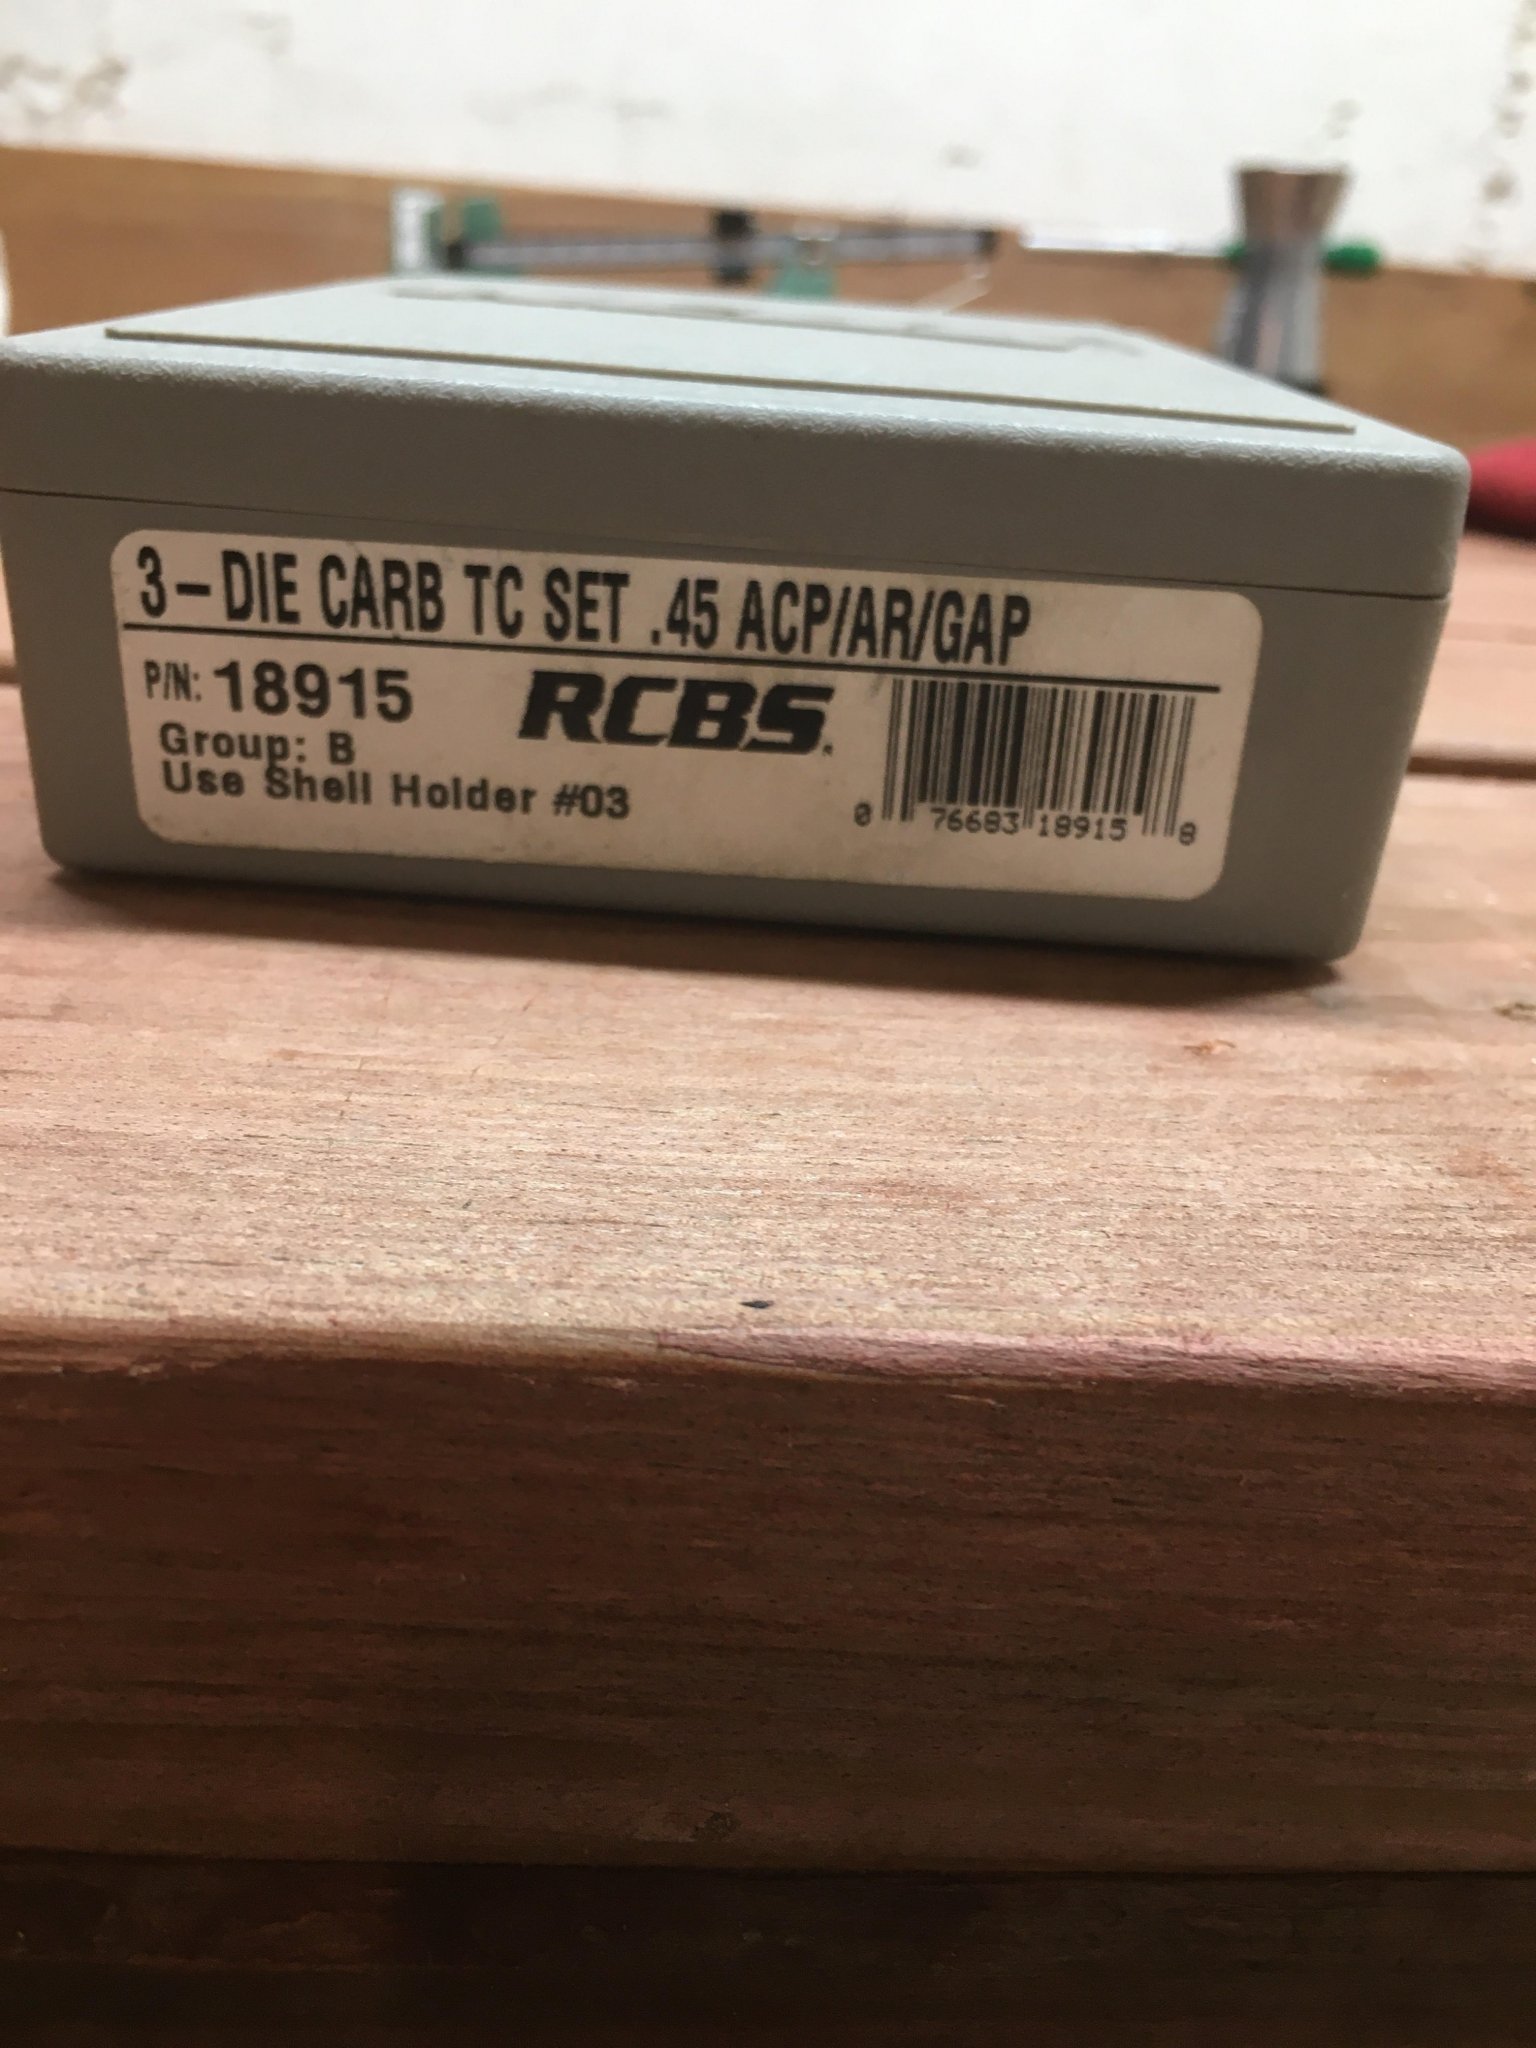 3-DIE CARB TC SET .45 ACP/AR/GAP
P/N: 18915
RCBS.
Group: B
Use Shell Holder #03
0 76683 18915 8